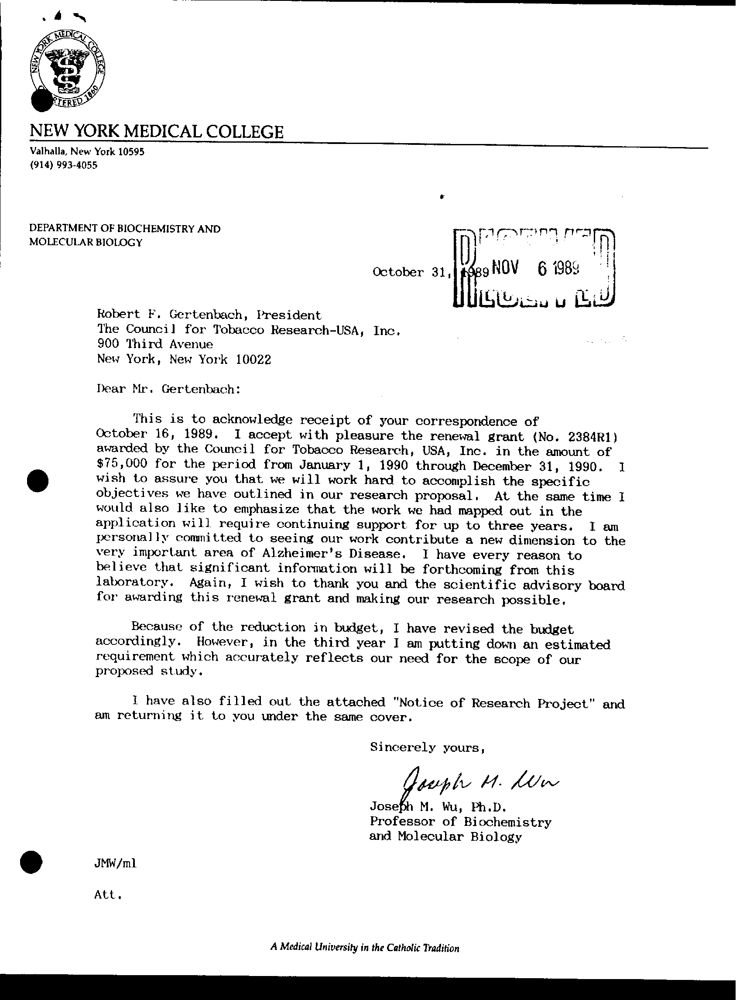 NEW YORK MEDICAL COLLEGE
NEW YORK MEDICAL COLLEGE
Valhalla, New York 10595
(914) 993-4055
DEPARTMENT OF BIOCHEMISTRY AND
MOLECULAR BIOLOGY
October 31, 1989
NOV 6 1989
Robert F. Gertenbach, President
The Council for Tobacco Research-USA, Inc.
900 Third Avenue
New York, New York 10022
Dear Mr. Gertenbach:
This is to acknowledge receipt of your correspondence of
October 16, 1989. I accept with pleasure the renewal grant (No. 2384R1)
awarded by the Council for Tobacco Research, USA, Inc. in the amount of
$75,000 for the period from January 1, 1990 through December 31, 1990. I
wish to assure you that we will work hard to accomplish the specific
objectives we have outlined in our research proposal. At the same time I
would also like to emphasize that the work we had mapped out in the
application will require continuing support for up to three years. I am
personally committed to seeing our work contribute a new dimension to the
very important area of Alzheimer's Disease. I have every reason to
believe that significant information will be forthcoming from this
laboratory. Again, I wish to thank you and the scientific advisory board
for awarding this renewal grant and making our research possible.
Because of the reduction in budget, I have revised the budget
accordingly. However, in the third year I am putting down an estimated
requirement which accurately reflects our need for the scope of our
proposed study.
I have also filled out the attached "Notice of Research Project" and
am returning it to you under the same cover.
Sincerely yours,
Joseph M. Wu
Joseph M. Wu, Ph.D.
Professor of Biochemistry
and Molecular Biology
JMW/ml
Att.
A Medical University in the Catholic Tradition